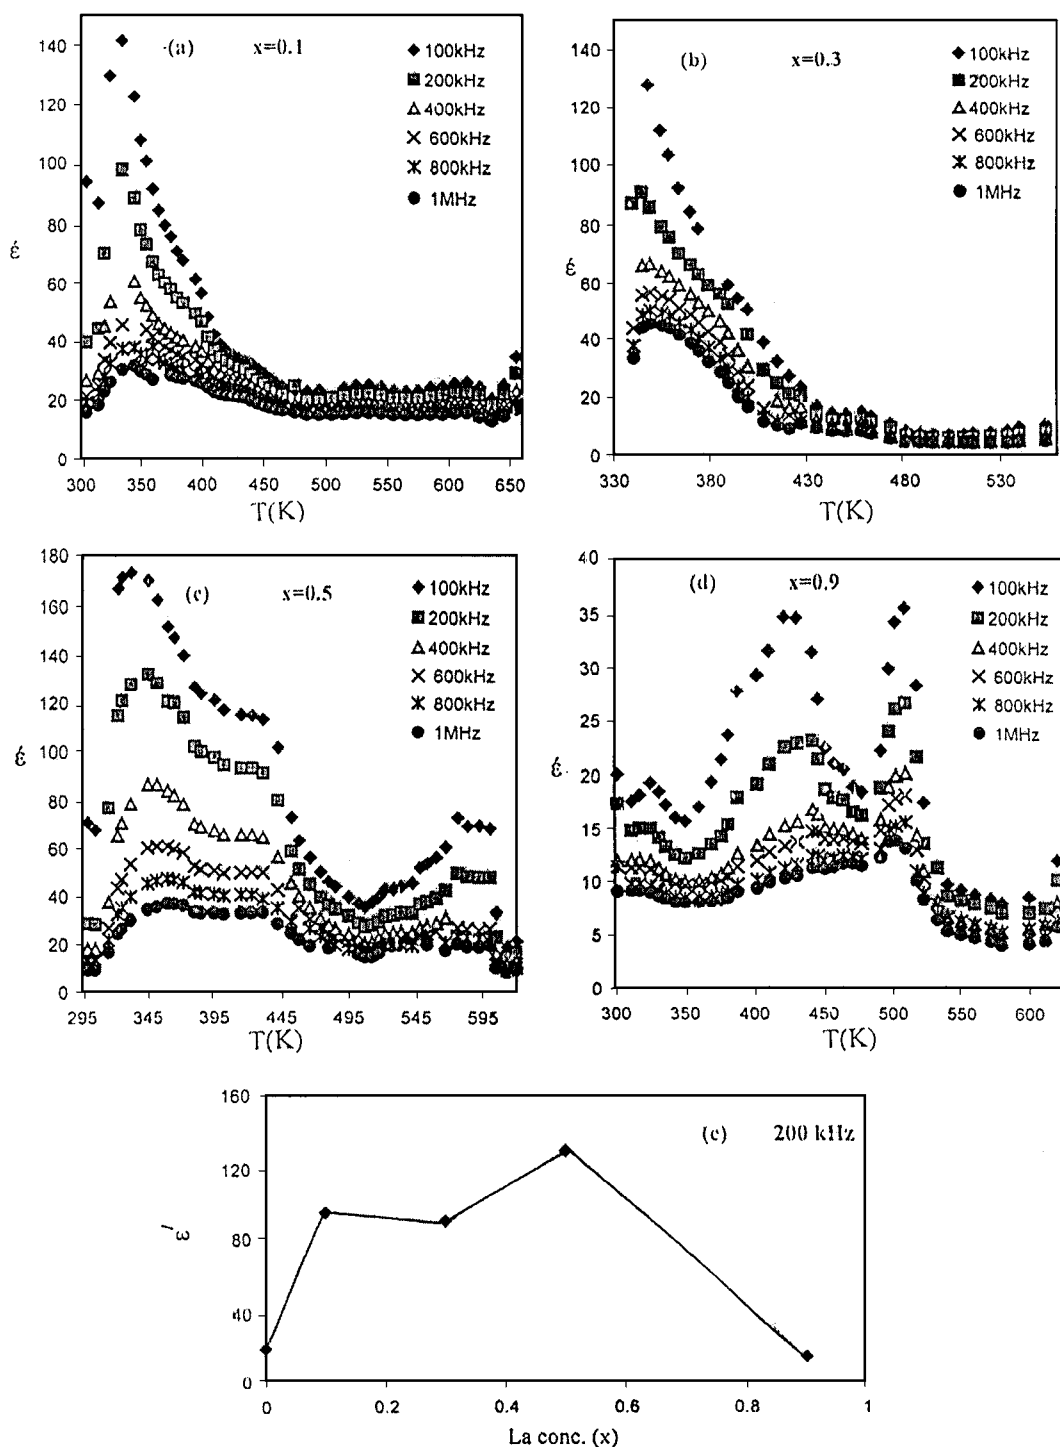 (a) x=0.1
140
120
100
80
60
40
20
0
έ
300 350 400 450 500 550 600 650
T(K)
100kHz
200kHz
400kHz
600kHz
800kHz
1MHz
(b) x=0.3
140
120
100
80
60
40
20
0
έ
330 380 430 480 530
T(K)
100kHz
200kHz
400kHz
600kHz
800kHz
1MHz
(c) x=0.5
180
160
140
120
100
80
60
40
20
0
έ
295 345 395 445 495 545 595
T(K)
100kHz
200kHz
400kHz
600kHz
800kHz
1MHz
(d) x=0.9
40
35
30
25
20
15
10
5
0
έ
300 350 400 450 500 550 600
T(K)
100kHz
200kHz
400kHz
600kHz
800kHz
1MHz
(e) 200 kHz
160
120
80
40
0
ε′
0 0.2 0.4 0.6 0.8 1
La conc. (x)